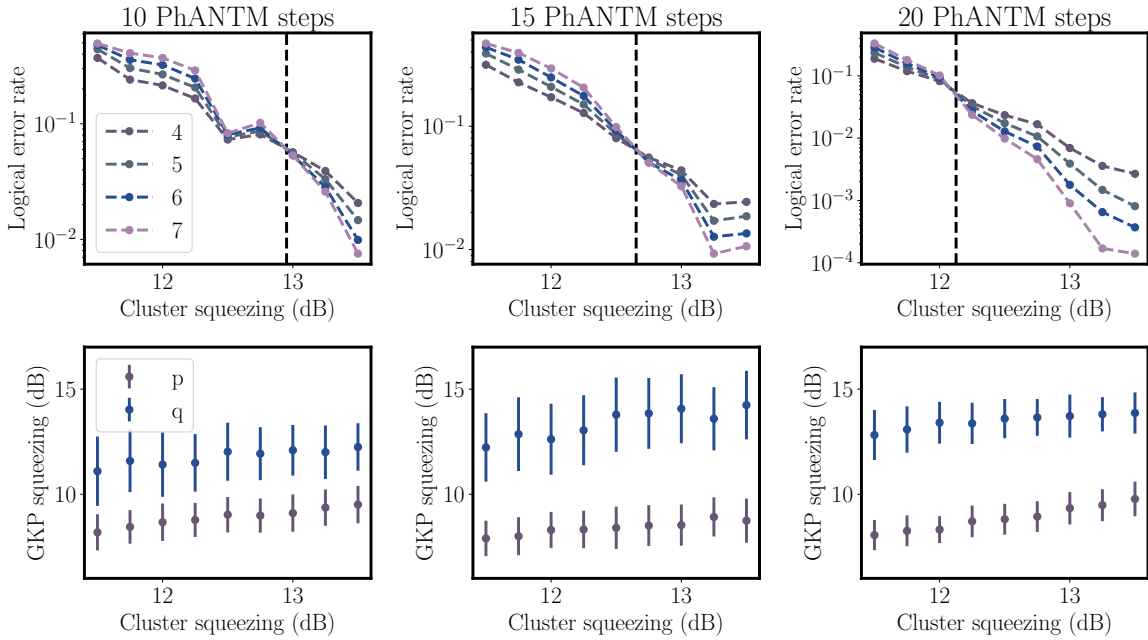 10 PhANTM steps
15 PhANTM steps
20 PhANTM steps
Logical error rate
10⁻¹
10⁻²
4
5
6
7
12
13
Cluster squeezing (dB)
Logical error rate
10⁻¹
10⁻²
12
13
Cluster squeezing (dB)
Logical error rate
10⁻¹
10⁻²
10⁻³
10⁻⁴
12
13
Cluster squeezing (dB)
GKP squeezing (dB)
15
10
p
q
12
13
Cluster squeezing (dB)
GKP squeezing (dB)
15
10
12
13
Cluster squeezing (dB)
GKP squeezing (dB)
15
10
12
13
Cluster squeezing (dB)